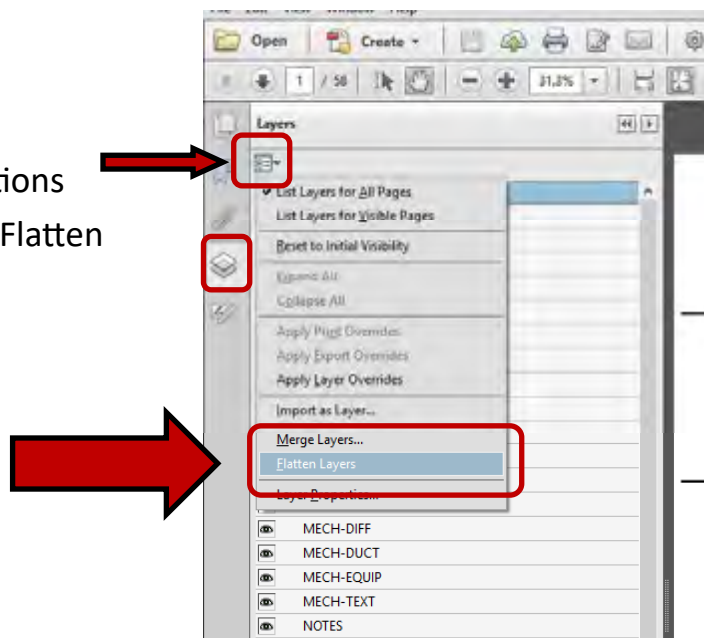 Open Create
1 / 58 31,3%
Layers
ions
Flatten
List Layers for All Pages
List Layers for Visible Pages
Reset to Initial Visibility
Expand All
Collapse All
Apply Print Overrides
Apply Export Overrides
Apply Layer Overrides
Import as Layer...
Merge Layers...
Flatten Layers
Layer Properties...
MECH-DIFF
MECH-DUCT
MECH-EQUIP
MECH-TEXT
NOTES